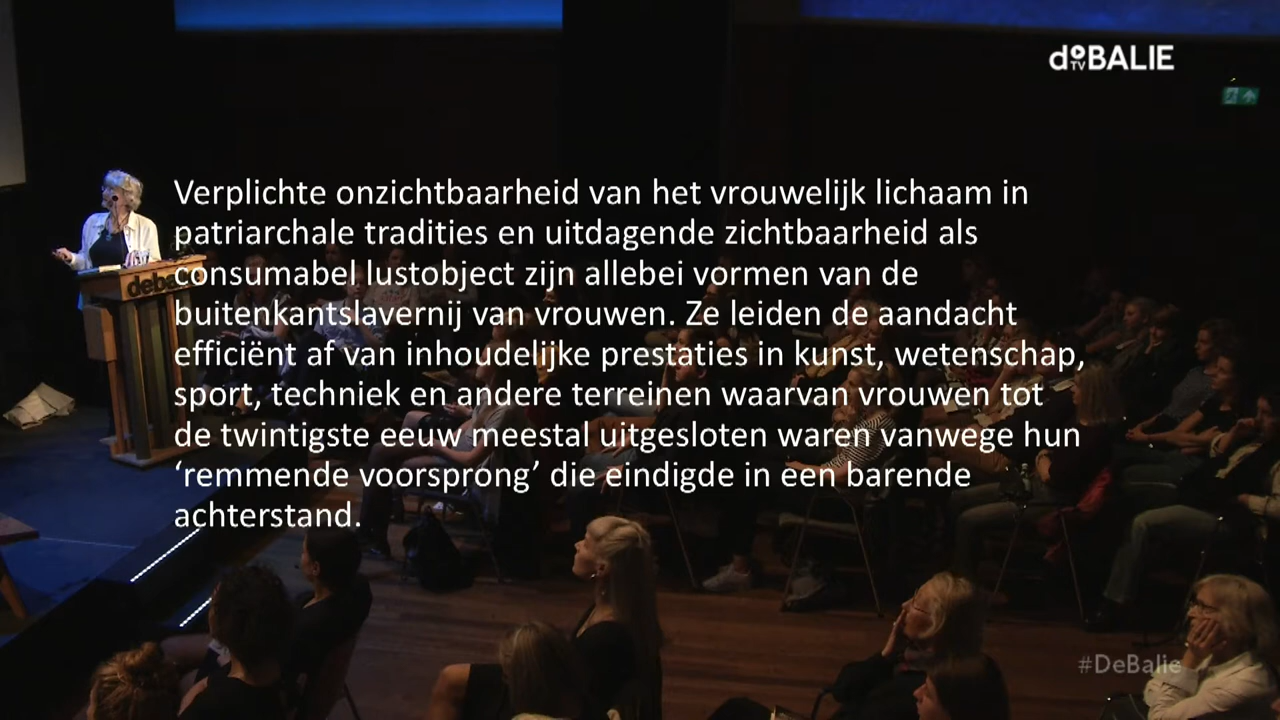 doBALIE
TV
Verplichte onzichtbaarheid van het vrouwelijk lichaam in
patriarchale tradities en uitdagende zichtbaarheid als
consumabel lustobject zijn allebei vormen van de
buitenkantslavernij van vrouwen. Ze leiden de aandacht
efficiënt af van inhoudelijke prestaties in kunst, wetenschap,
sport, techniek en andere terreinen waarvan vrouwen tot
de twintigste eeuw meestal uitgesloten waren vanwege hun
‘remmende voorsprong’ die eindigde in een barende
achterstand.
#DeBalie